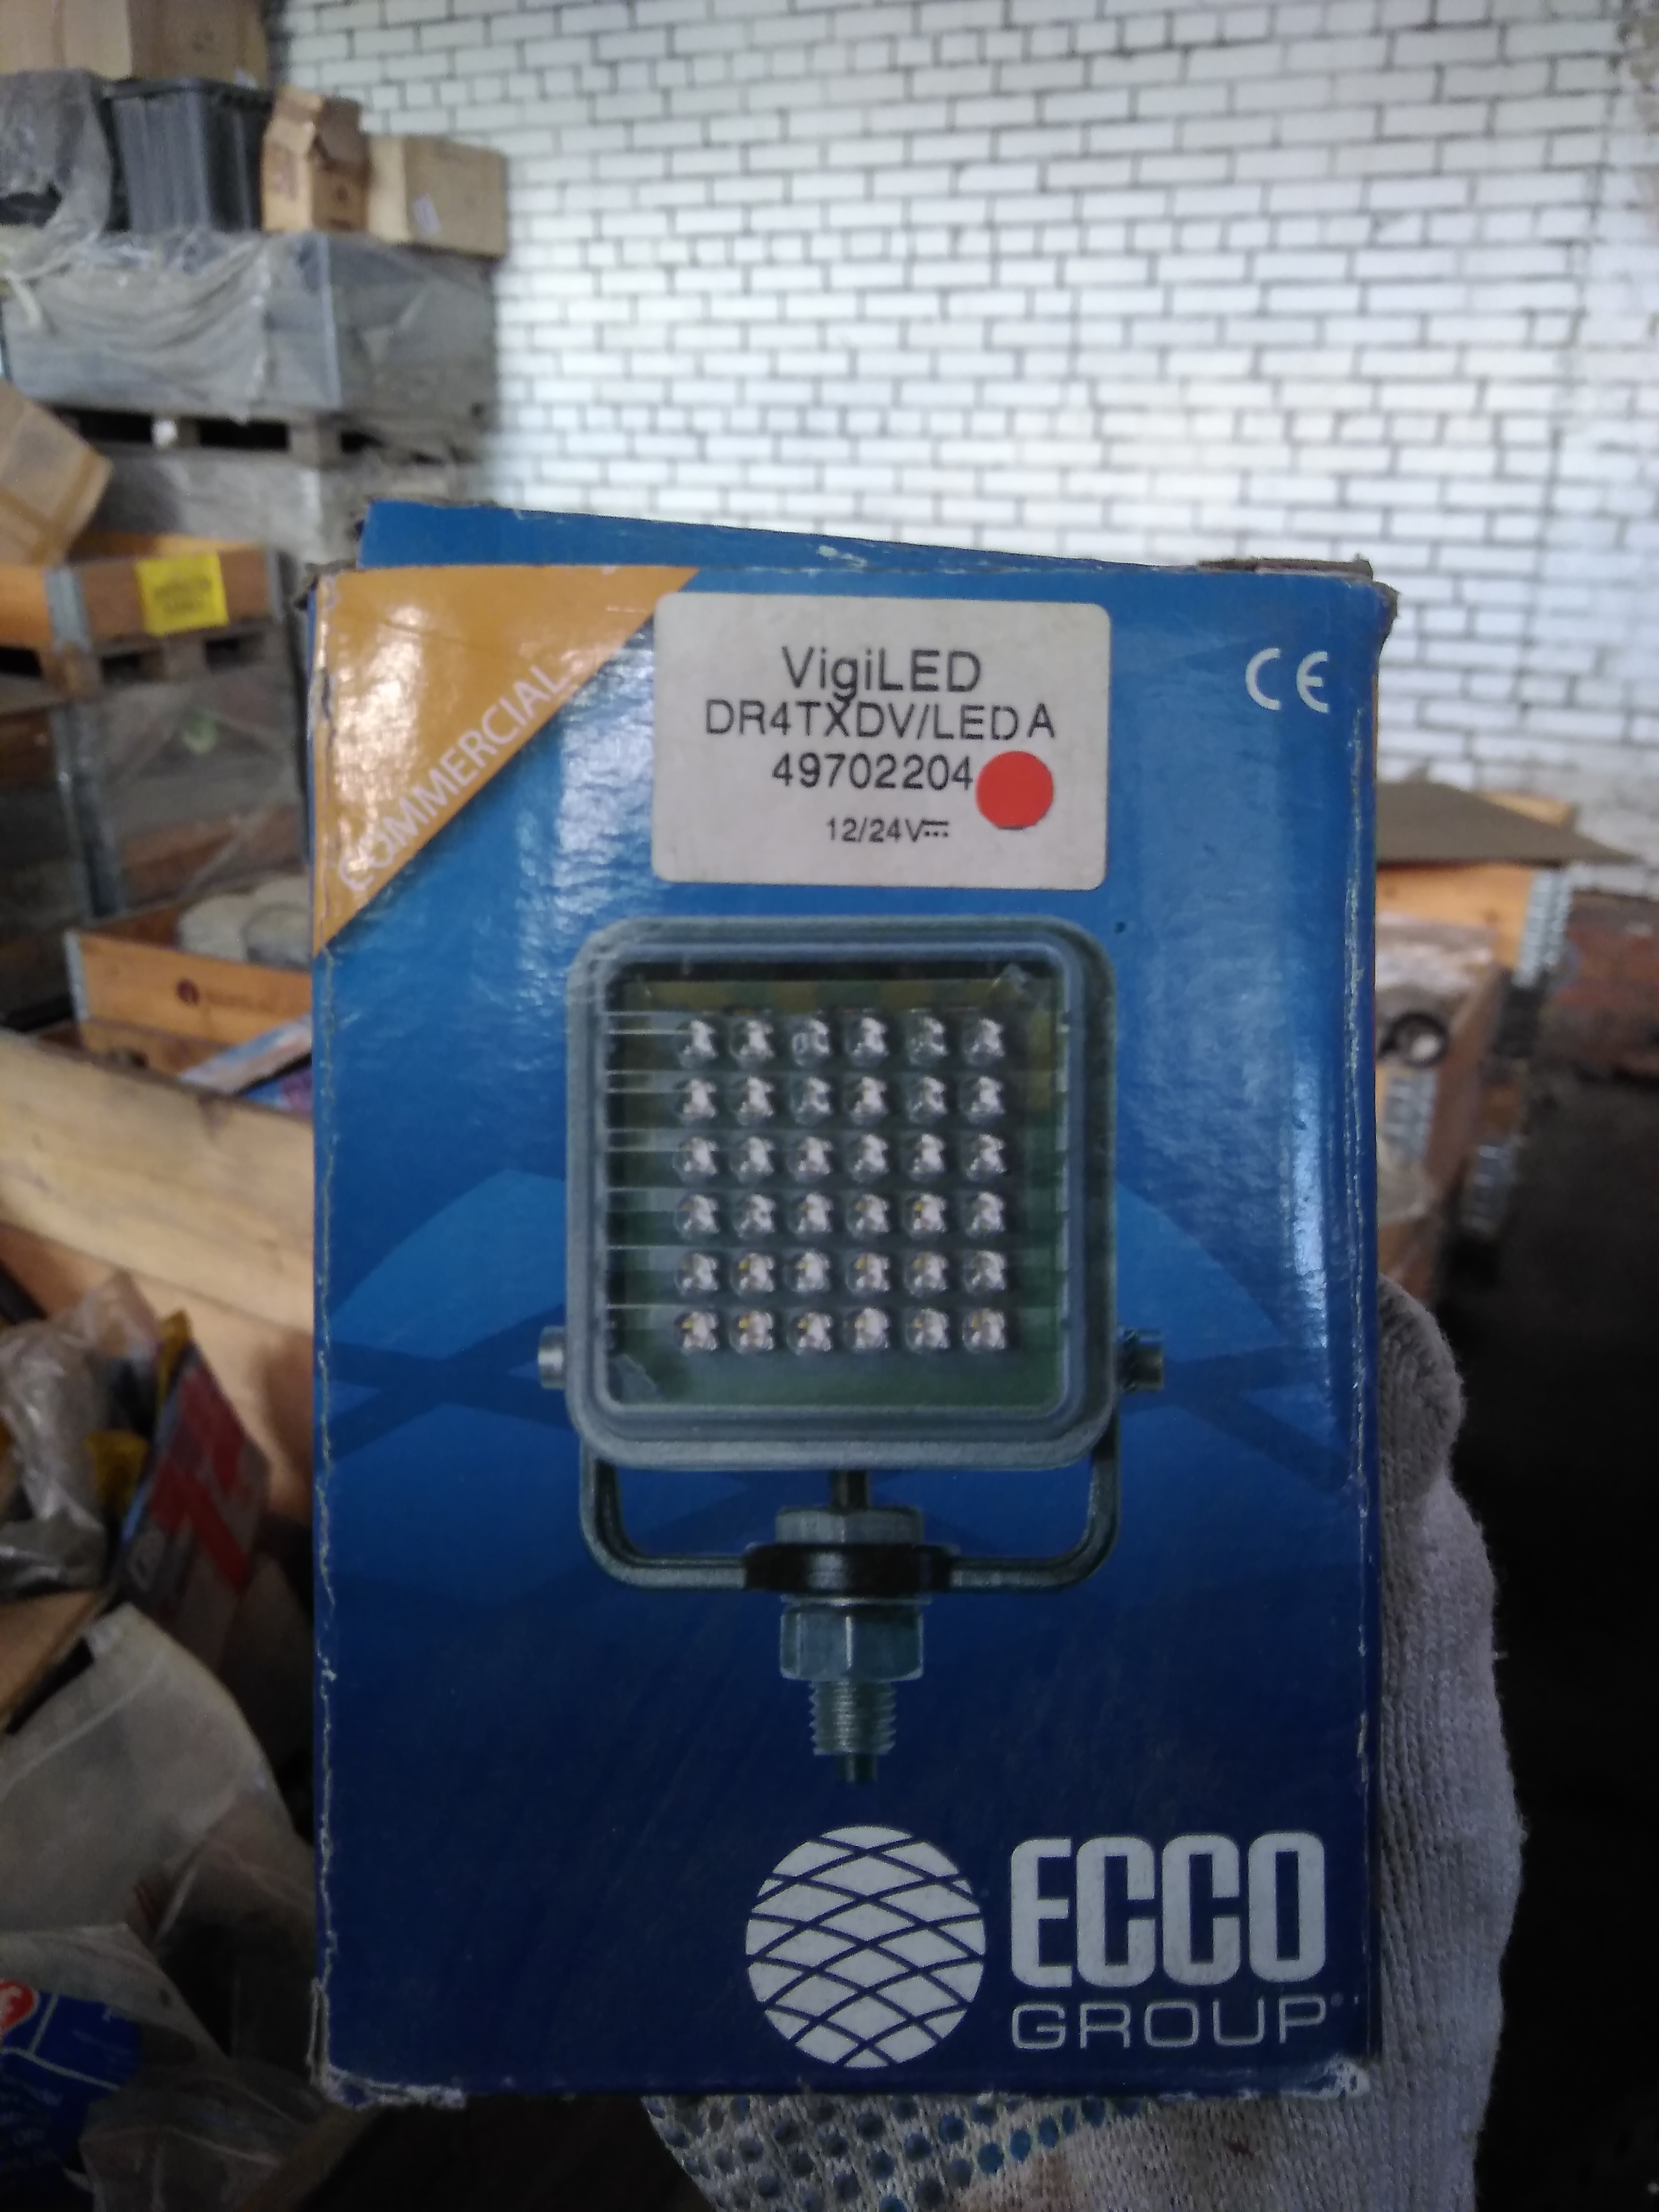 COMMERCIAL
VigiLED
DR4TXDV/LED A
49702204
12/24V
CE
ECCO
GROUP®